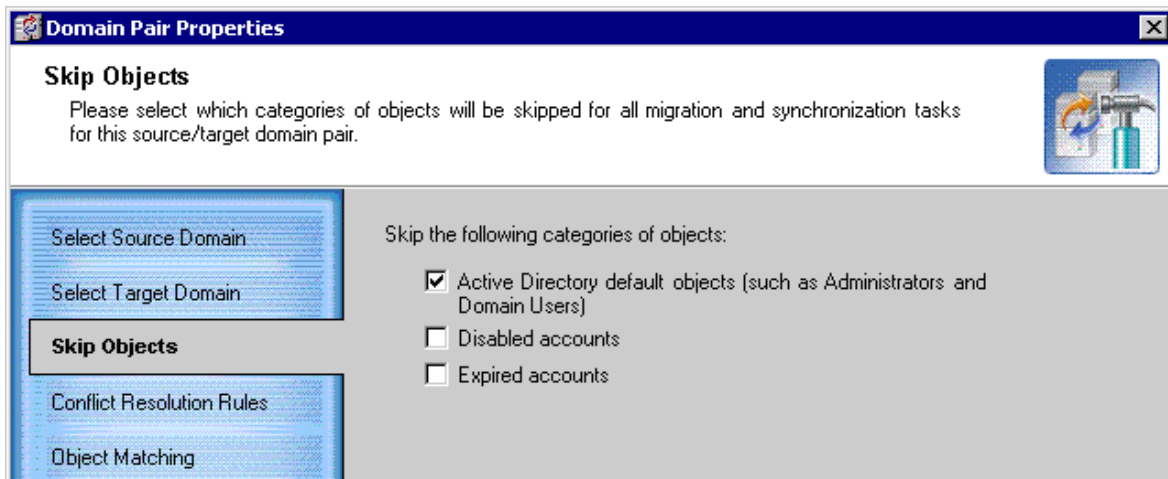 Domain Pair Properties
Skip Objects
Please select which categories of objects will be skipped for all migration and synchronization tasks
for this source/target domain pair.
Select Source Domain
Select Target Domain
Skip Objects
Conflict Resolution Rules
Object Matching
Skip the following categories of objects:
Active Directory default objects (such as Administrators and
Domain Users)
Disabled accounts
Expired accounts